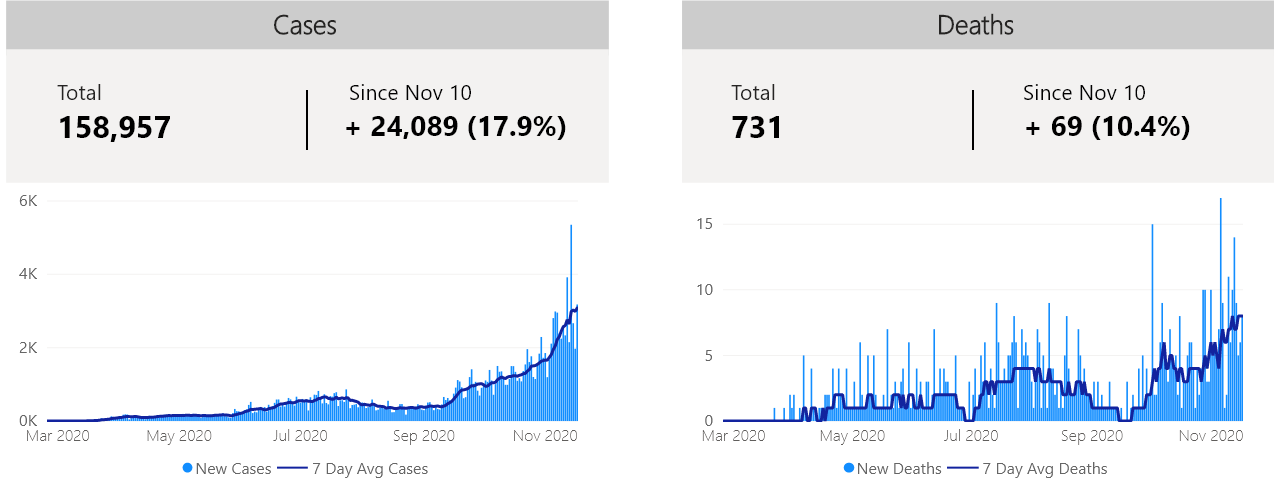 Cases
Total
158,957
Since Nov 10
+ 24,089 (17.9%)
6K
4K
2K
0K
Mar 2020 May 2020 Jul 2020 Sep 2020 Nov 2020
New Cases 7 Day Avg Cases
Deaths
Total
731
Since Nov 10
+ 69 (10.4%)
15
10
5
0
Mar 2020 May 2020 Jul 2020 Sep 2020 Nov 2020
New Deaths 7 Day Avg Deaths